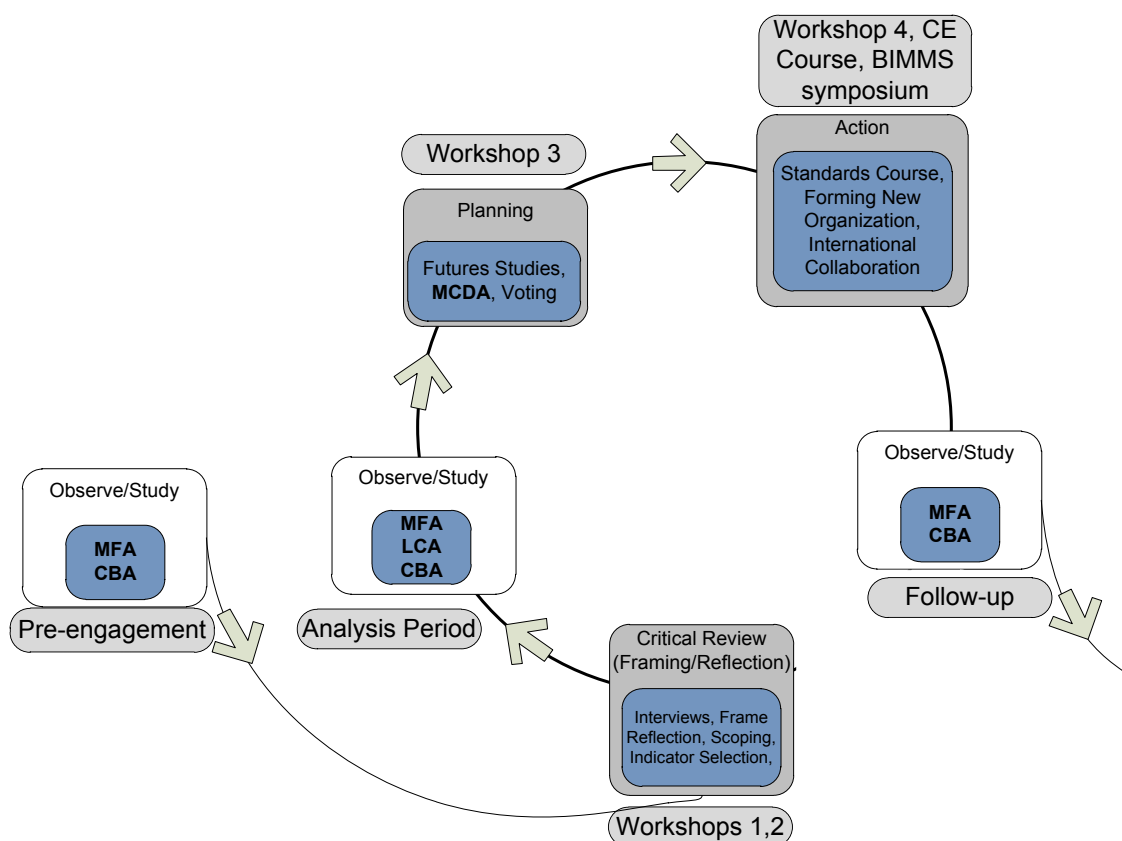 Workshop 4, CE
Course, BIMMS
symposium
Action
Standards Course,
Forming New
Organization,
International
Collaboration
Workshop 3
Planning
Futures Studies,
MCDA, Voting
Observe/Study
MFA
CBA
Pre-engagement
Observe/Study
MFA
LCA
CBA
Analysis Period
Observe/Study
MFA
CBA
Follow-up
Critical Review
(Framing/Reflection)
Interviews, Frame
Reflection, Scoping,
Indicator Selection,
Workshops 1,2